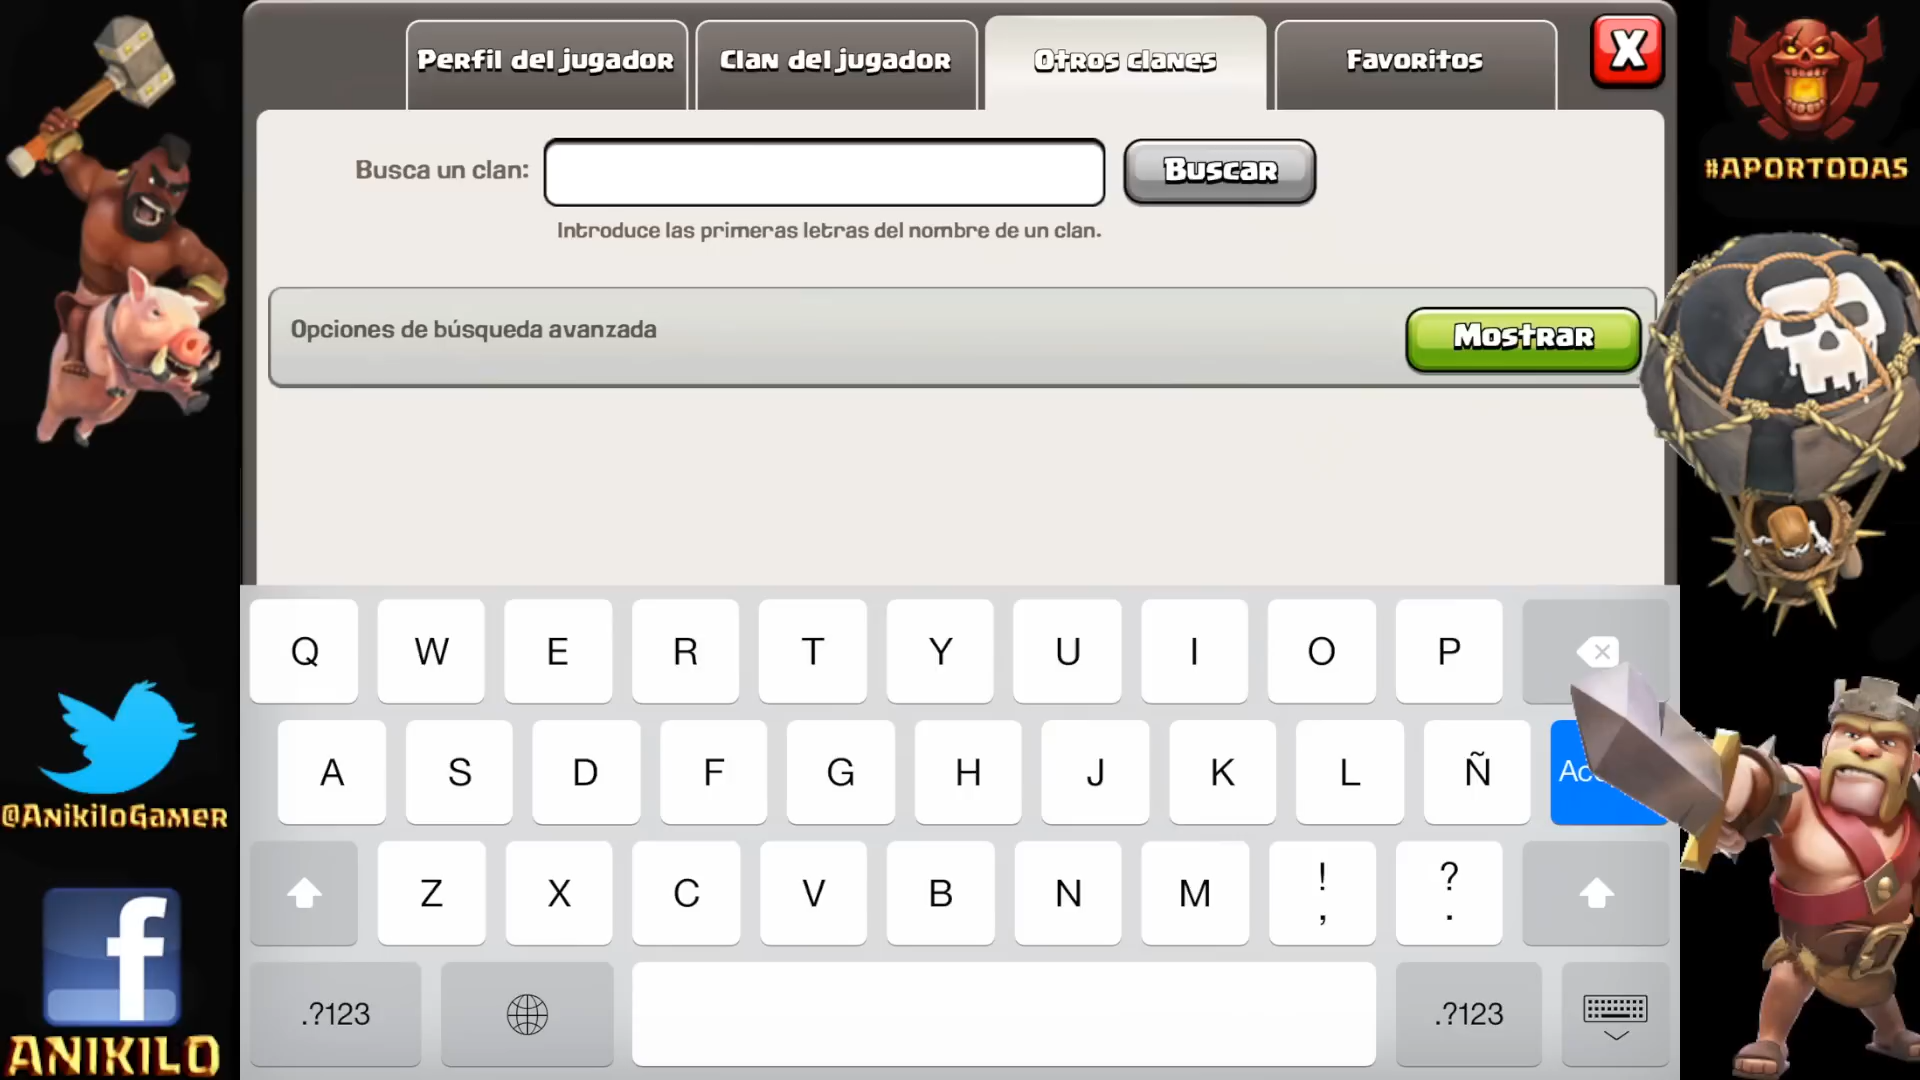 Perfil del jugador
Clan del jugador
Otros clanes
Favoritos
X
#APORTODAS
Busca un clan:
Buscar
Introduce las primeras letras del nombre de un clan.
Opciones de búsqueda avanzada
Mostrar
Q W E R T Y U I O P
A S D F G H J K L Ñ
Z X C V B N M ! , ? .
.?123
.?123
@AnikiloGamer
f
ANIKILO